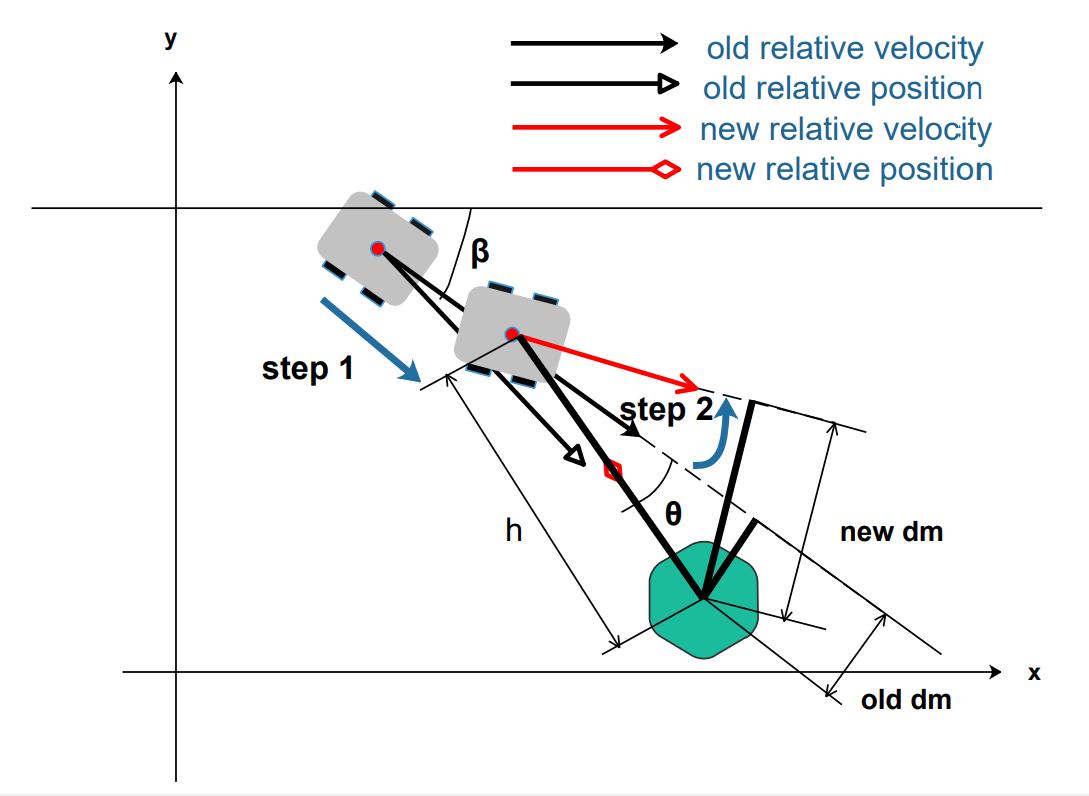 y
old relative velocity
old relative position
new relative velocity
new relative position
β
step 1
step 2
θ
h
new dm
x
old dm